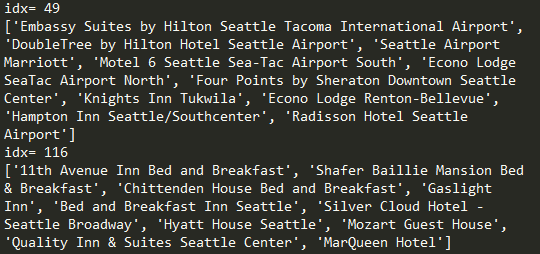 idx= 49
['Embassy Suites by Hilton Seattle Tacoma International Airport',
'DoubleTree by Hilton Hotel Seattle Airport', 'Seattle Airport
Marriott', 'Motel 6 Seattle Sea-Tac Airport South', 'Econo Lodge
SeaTac Airport North', 'Four Points by Sheraton Downtown Seattle
Center', 'Knights Inn Tukwila', 'Econo Lodge Renton-Bellevue',
'Hampton Inn Seattle/Southcenter', 'Radisson Hotel Seattle
Airport']
idx= 116
['11th Avenue Inn Bed and Breakfast', 'Shafer Baillie Mansion Bed
& Breakfast', 'Chittenden House Bed and Breakfast', 'Gaslight
Inn', 'Bed and Breakfast Inn Seattle', 'Silver Cloud Hotel -
Seattle Broadway', 'Hyatt House Seattle', 'Mozart Guest House',
'Quality Inn & Suites Seattle Center', 'MarQueen Hotel']